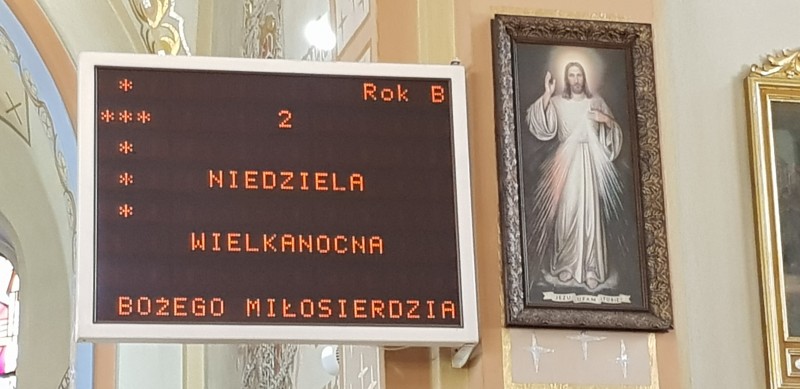 * Rok B
*** 2
*
* NIEDZIELA
*
WIELKANOCNA
BOŻEGO MIŁOSIERDZIA
JEZU UFAM TOBIE!